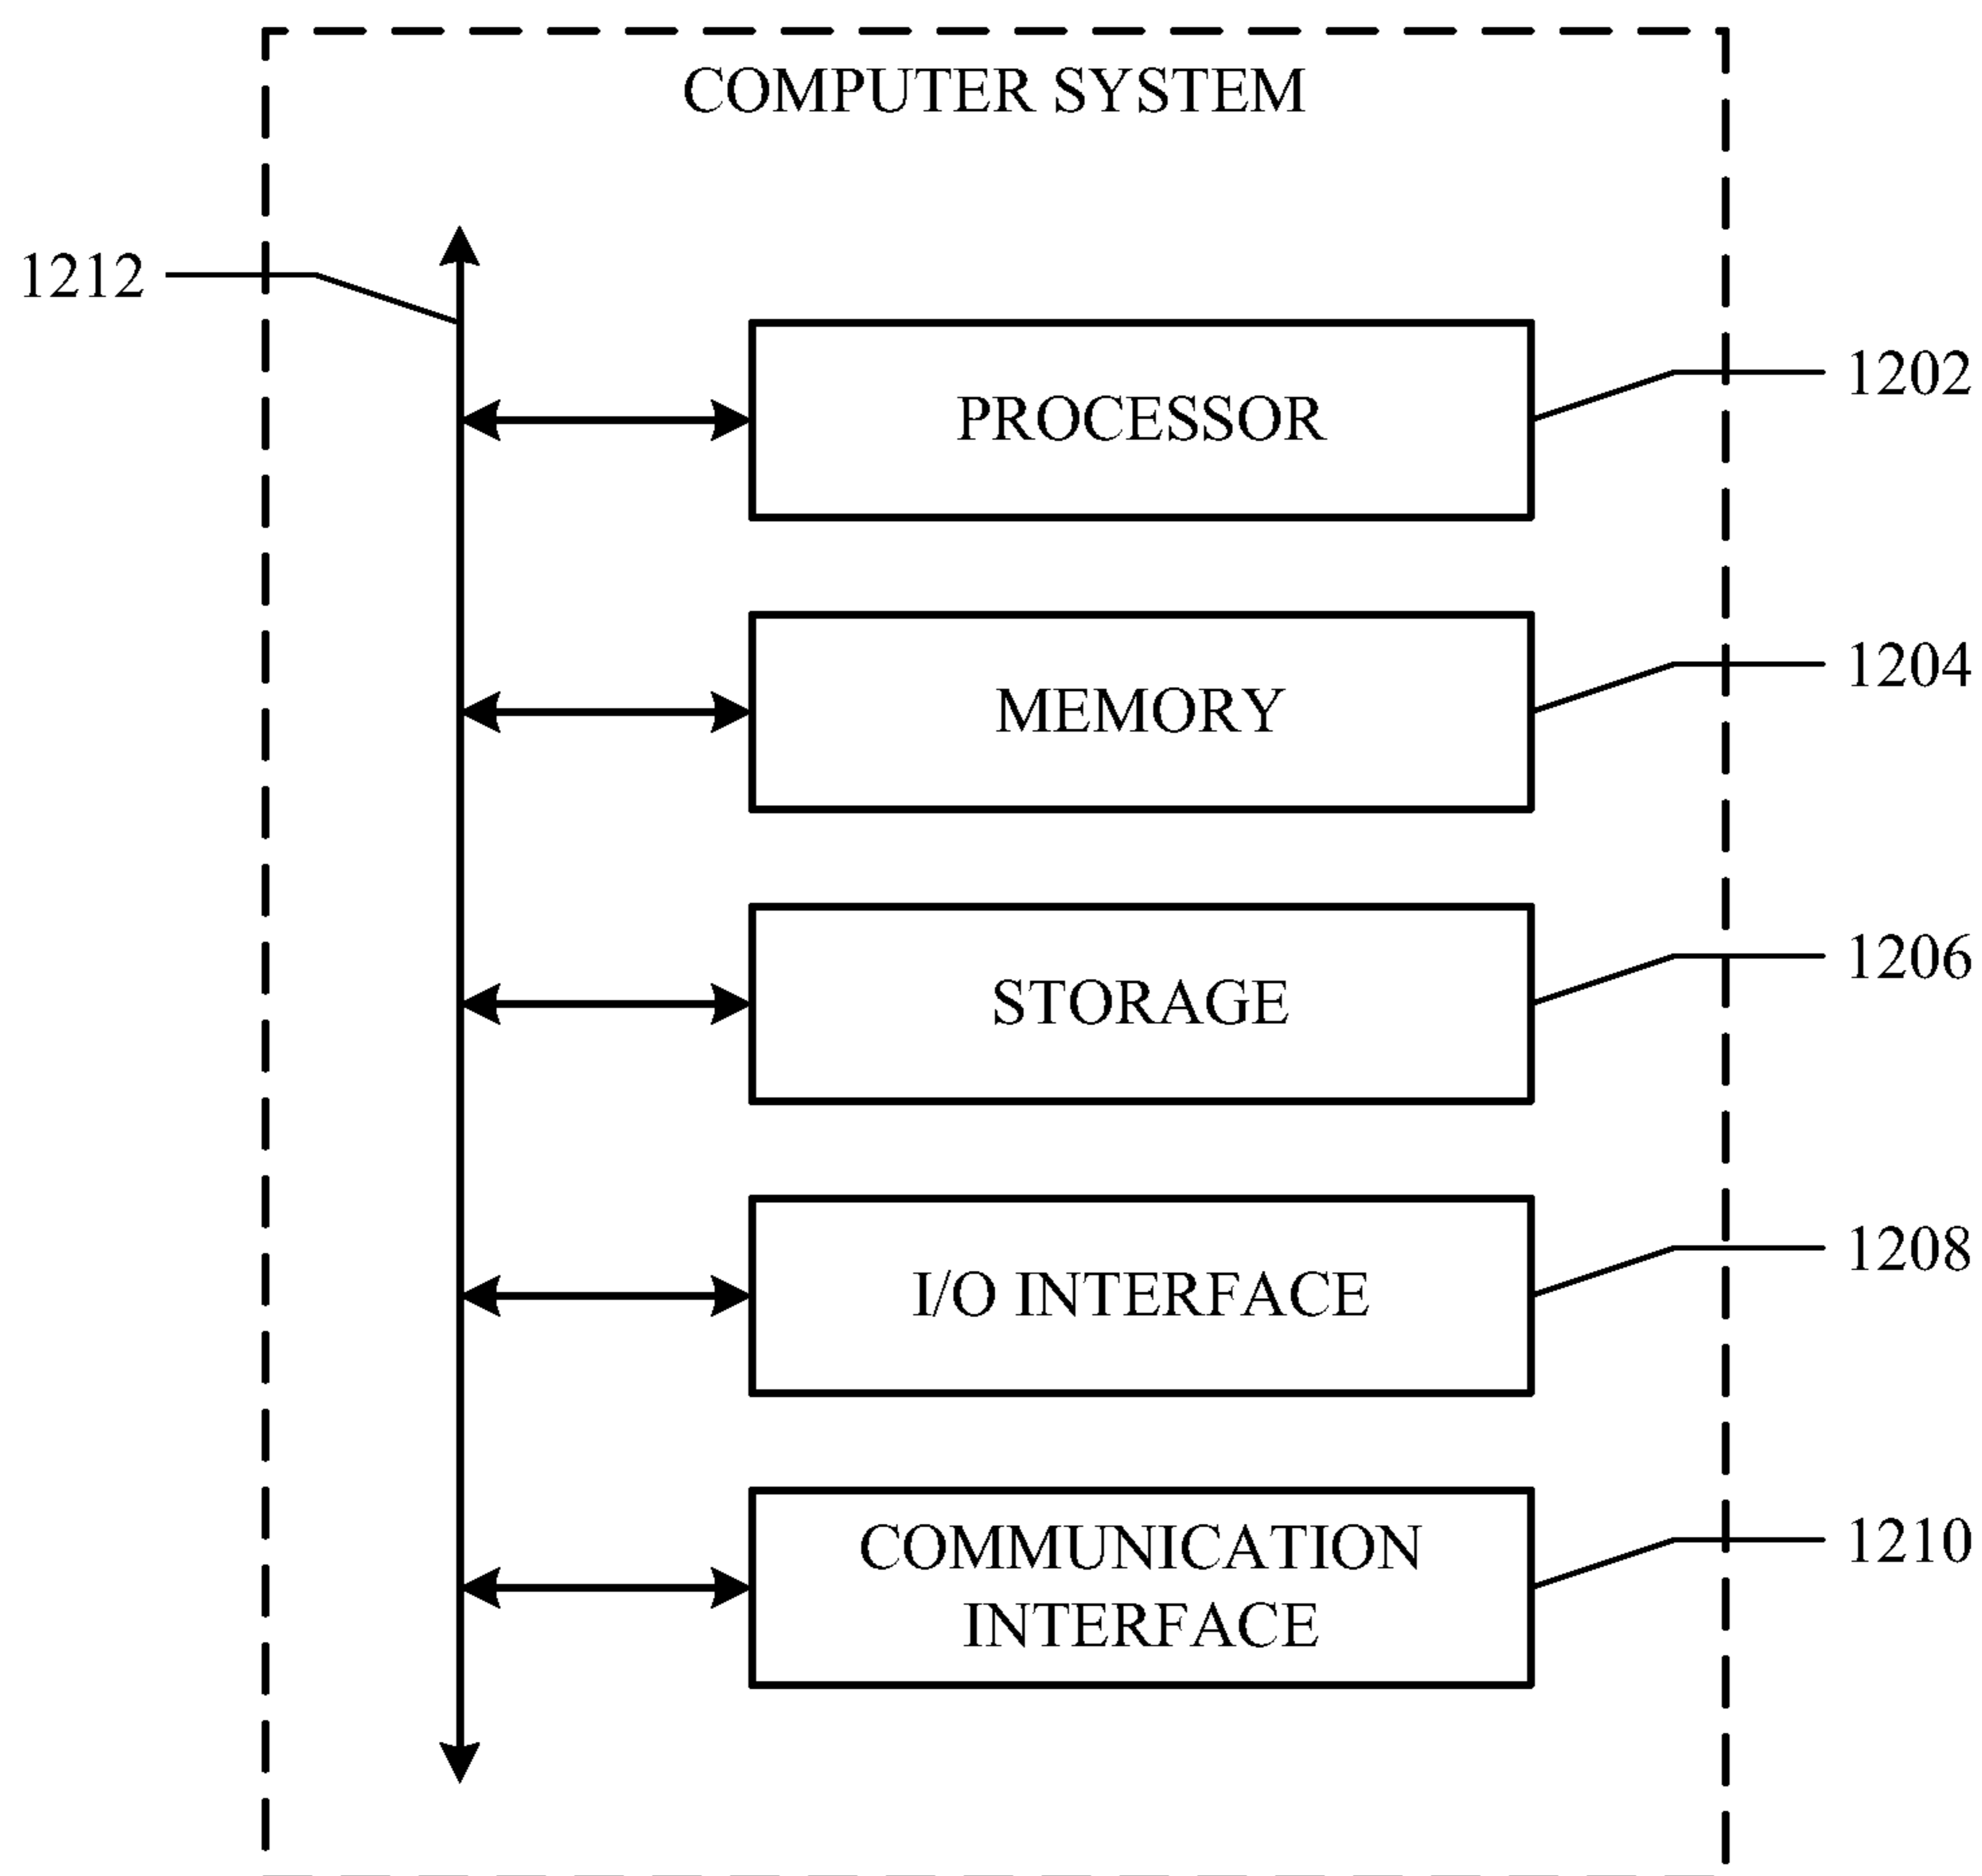 COMPUTER SYSTEM
1212
1202
PROCESSOR
1204
MEMORY
1206
STORAGE
1208
I/O INTERFACE
1210
COMMUNICATION
INTERFACE